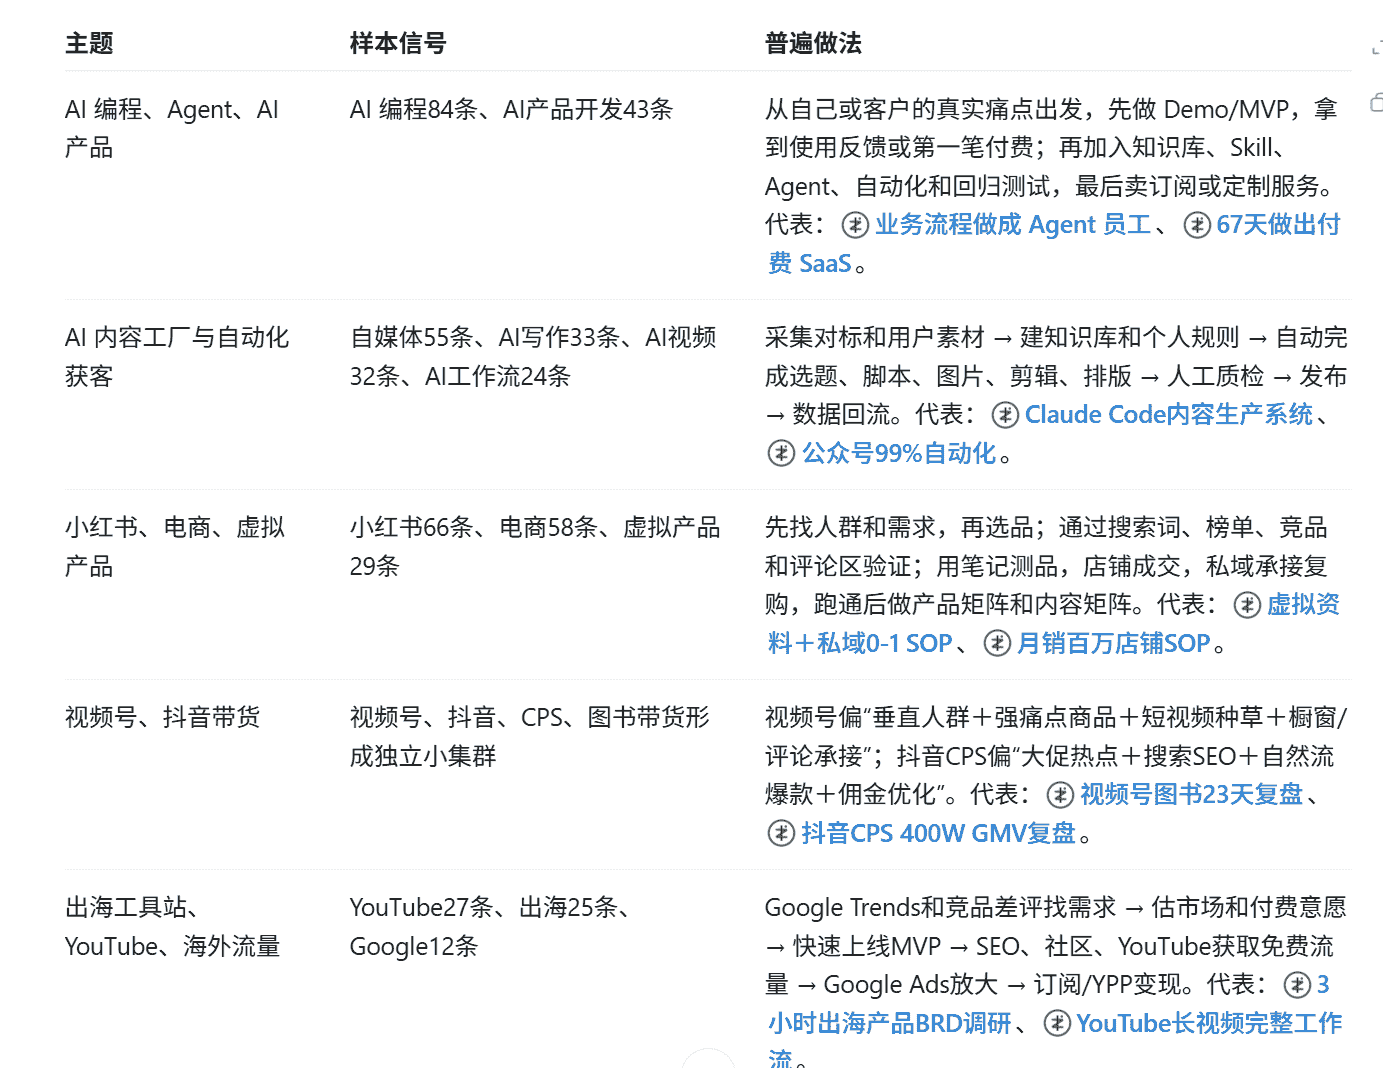 主题
样本信号
普遍做法
AI 编程、Agent、AI
产品
AI 编程84条、AI产品开发43条
从自己或客户的真实痛点出发，先做 Demo/MVP，拿
到使用反馈或第一笔付费；再加入知识库、Skill、
Agent、自动化和回归测试，最后卖订阅或定制服务。
代表：业务流程做成 Agent 员工、67天做出付
费 SaaS。
AI 内容工厂与自动化
获客
自媒体55条、AI写作33条、AI视频
32条、AI工作流24条
采集对标和用户素材 → 建知识库和个人规则 → 自动完
成选题、脚本、图片、剪辑、排版 → 人工质检 → 发布
→ 数据回流。代表：Claude Code内容生产系统、
公众号99%自动化。
小红书、电商、虚拟
产品
小红书66条、电商58条、虚拟产品
29条
先找人群和需求，再选品；通过搜索词、榜单、竞品
和评论区验证；用笔记测品，店铺成交，私域承接复
购，跑通后做产品矩阵和内容矩阵。代表：虚拟资
料＋私域0-1 SOP、月销百万店铺SOP。
视频号、抖音带货
视频号、抖音、CPS、图书带货形
成独立小集群
视频号偏“垂直人群＋强痛点商品＋短视频种草＋橱窗/
评论承接”；抖音CPS偏“大促热点＋搜索SEO＋自然流
爆款＋佣金优化”。代表：视频号图书23天复盘、
抖音CPS 400W GMV复盘。
出海工具站、
YouTube、海外流量
YouTube27条、出海25条、
Google12条
Google Trends和竞品差评找需求 → 估市场和付费意愿
→ 快速上线MVP → SEO、社区、YouTube获取免费流
量 → Google Ads放大 → 订阅/YPP变现。代表：3
小时出海产品BRD调研、YouTube长视频完整工作
流。